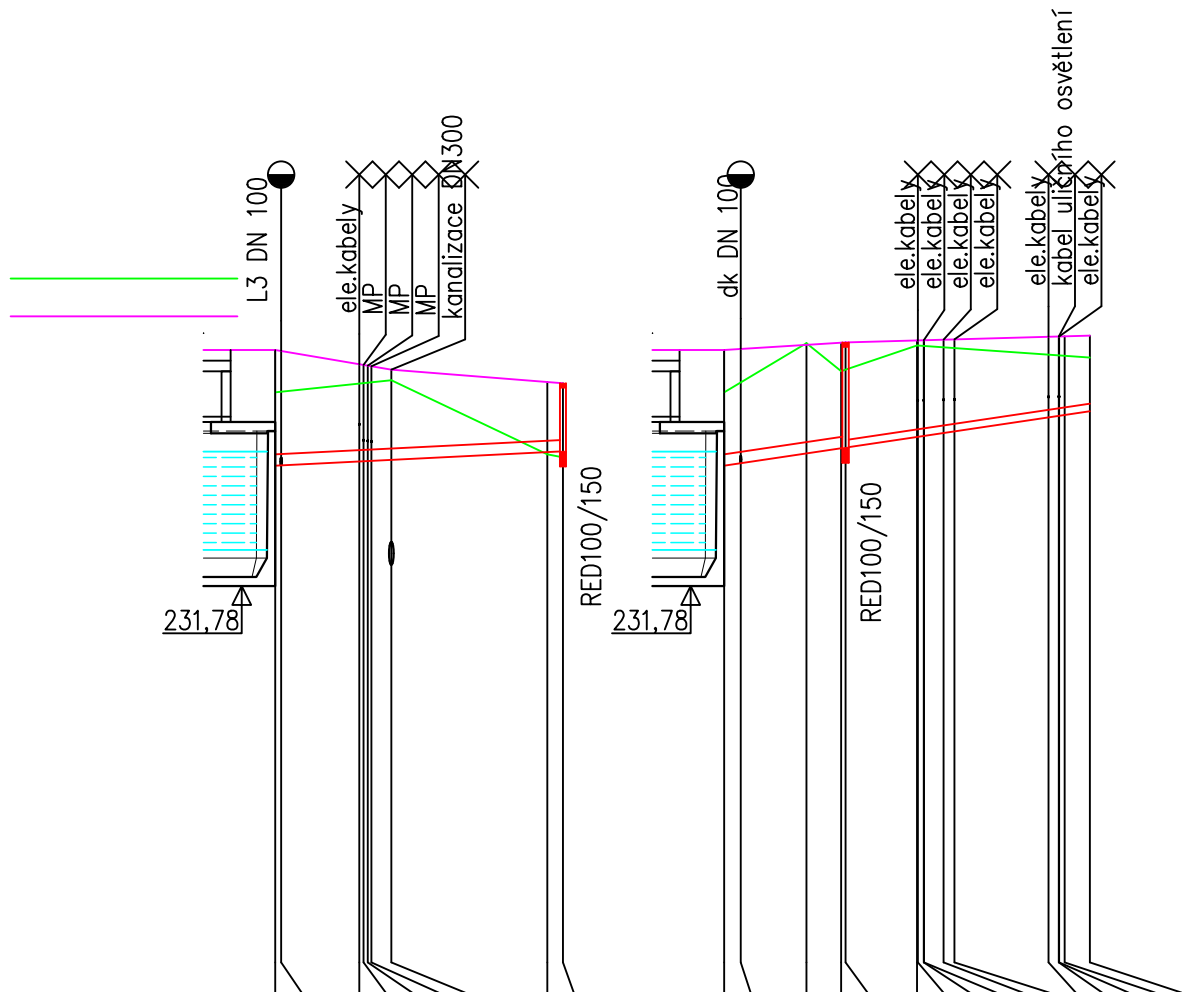 L3 DN 100
ele.kabely
MP
MP
MP
kanalizace DN300
RED100/150
231,78
dk DN 100
ele.kabely
ele.kabely
ele.kabely
ele.kabely
ele.kabely
kabel uličního osvětlení
ele.kabely
RED100/150
231,78